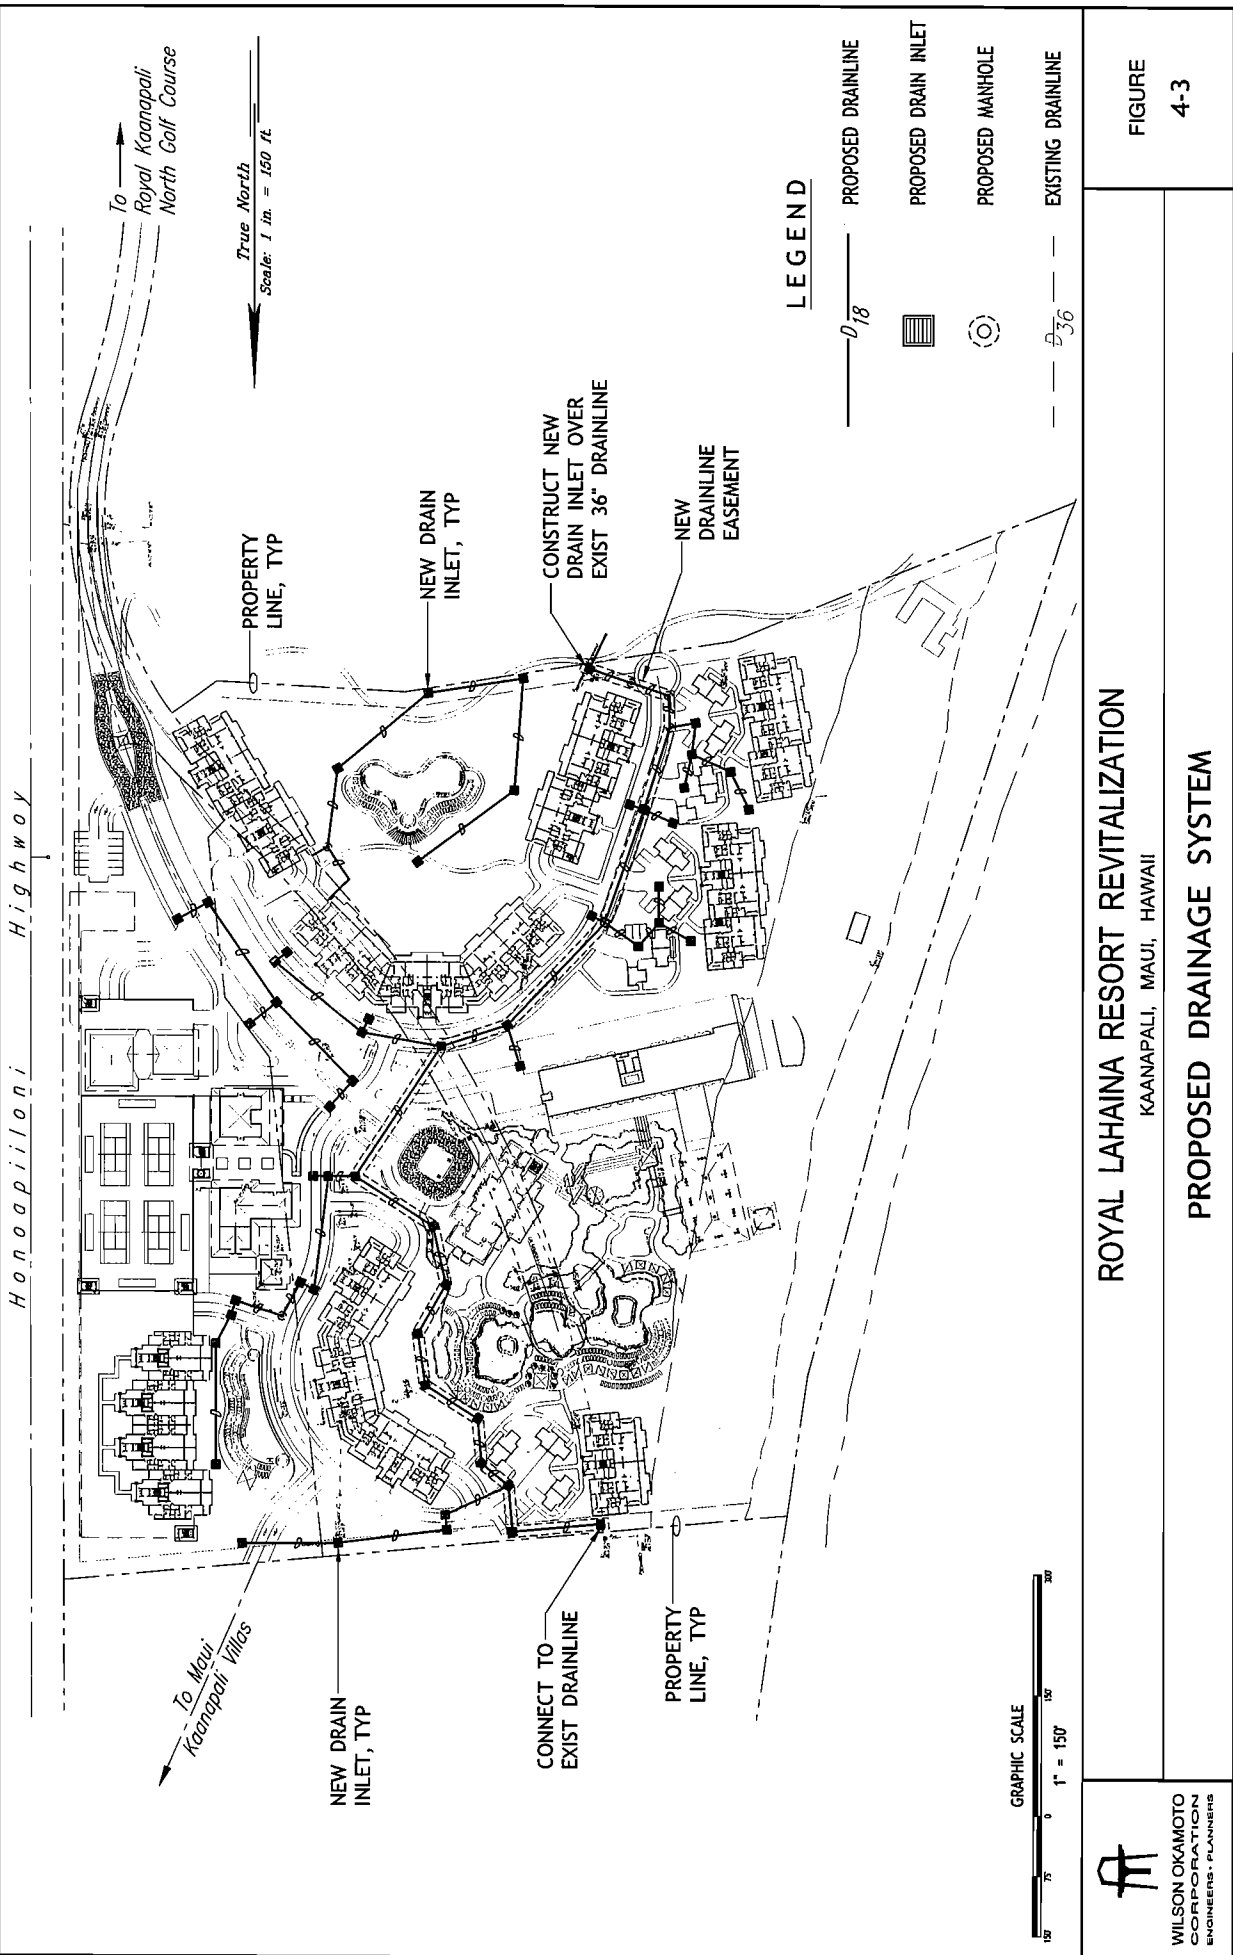 Honoapiiloni Highway
To
Royal Kaanapali
North Golf Course
True North
Scale: 1 in. = 150 ft.
PROPERTY
LINE, TYP
NEW DRAIN
INLET, TYP
CONSTRUCT NEW
DRAIN INLET OVER
EXIST 36" DRAINLINE
NEW
DRAINLINE
EASEMENT
To Maui
Kaanapali Villas
NEW DRAIN
INLET, TYP
CONNECT TO
EXIST DRAINLINE
PROPERTY
LINE, TYP
LEGEND
D18
PROPOSED DRAINLINE
PROPOSED DRAIN INLET
PROPOSED MANHOLE
D36
EXISTING DRAINLINE
GRAPHIC SCALE
150 75 0 150 300
1" = 150'
WILSON OKAMOTO
CORPORATION
ENGINEERS • PLANNERS
ROYAL LAHAINA RESORT REVITALIZATION
KAANAPALI, MAUI, HAWAII
PROPOSED DRAINAGE SYSTEM
FIGURE
4-3